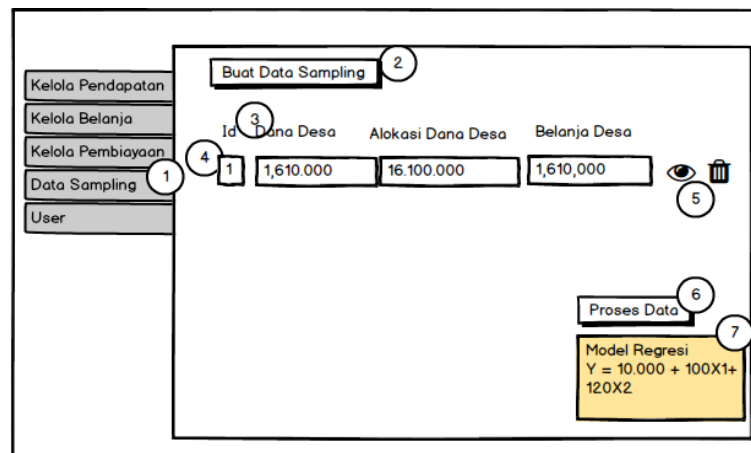 Buat Data Sampling
2
Kelola Pendapatan
Kelola Belanja
Kelola Pembiayaan
Data Sampling
1
User
3
Id Dana Desa Alokasi Dana Desa Belanja Desa
4
1 1,610.000 16.100.000 1,610,000
5
Proses Data
6
7
Model Regresi
Y = 10.000 + 100X1+
120X2